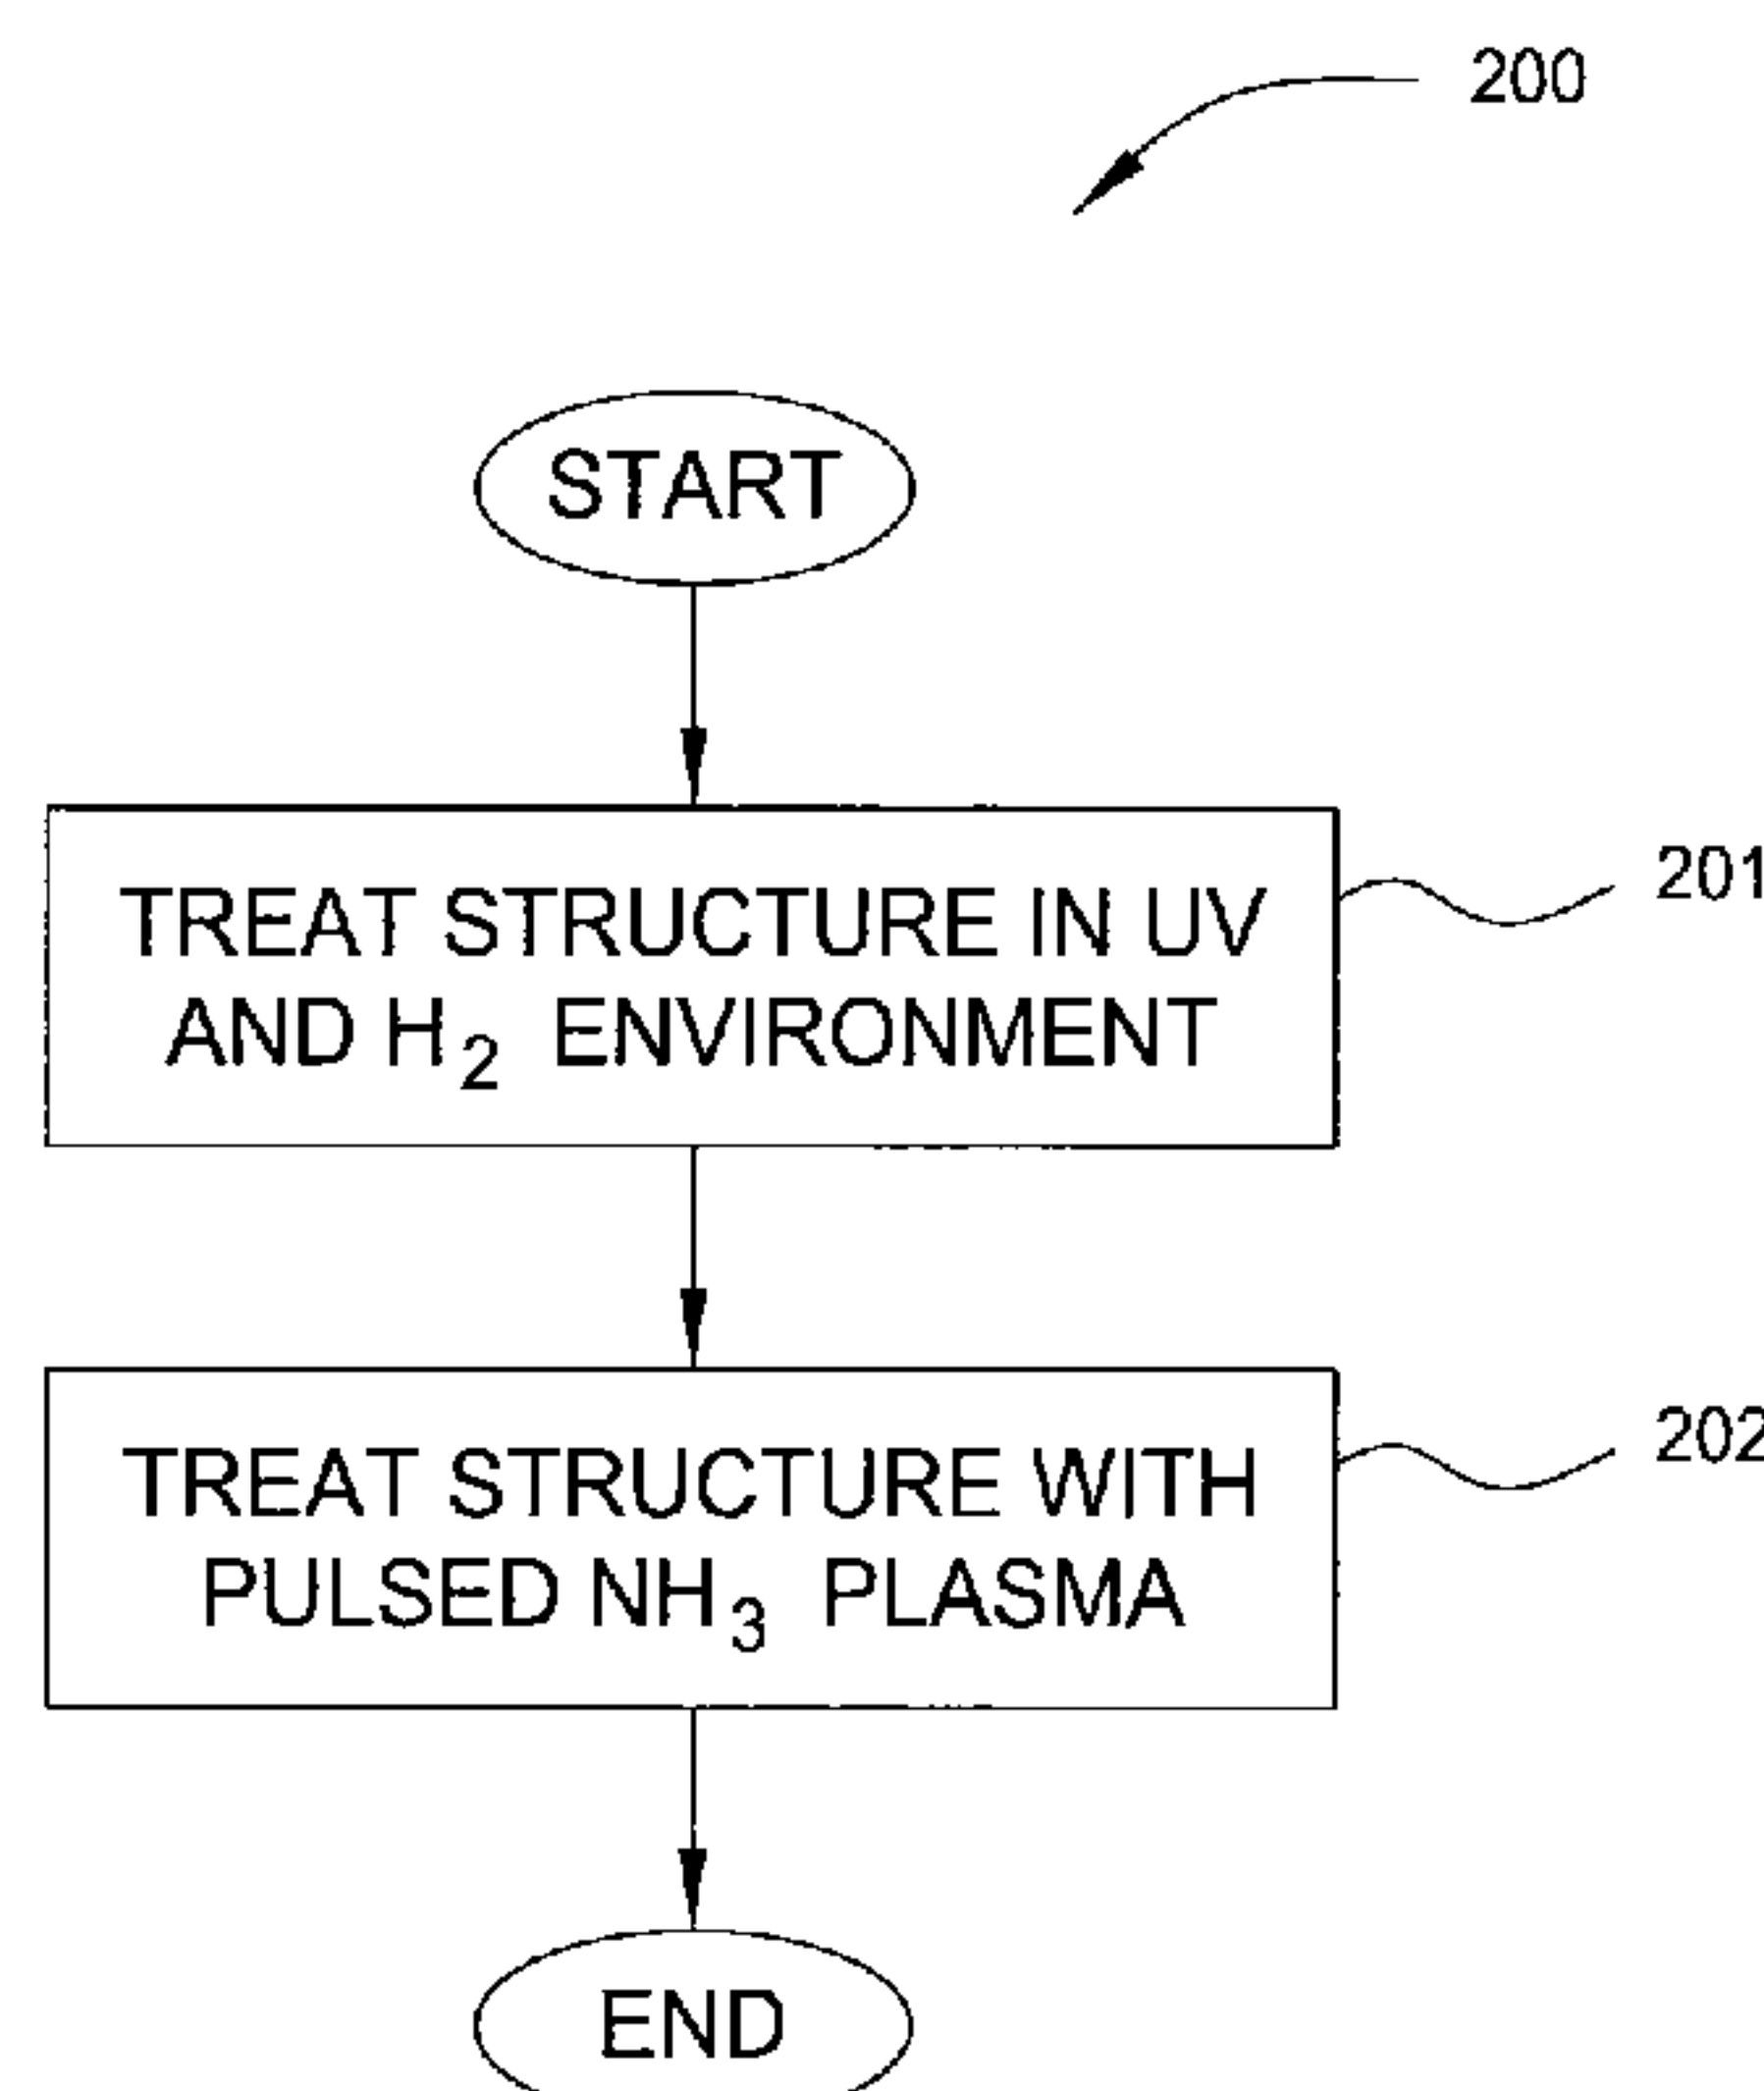 200
START
TREAT STRUCTURE IN UV
AND H2 ENVIRONMENT
201
TREAT STRUCTURE WITH
PULSED NH3 PLASMA
202
END